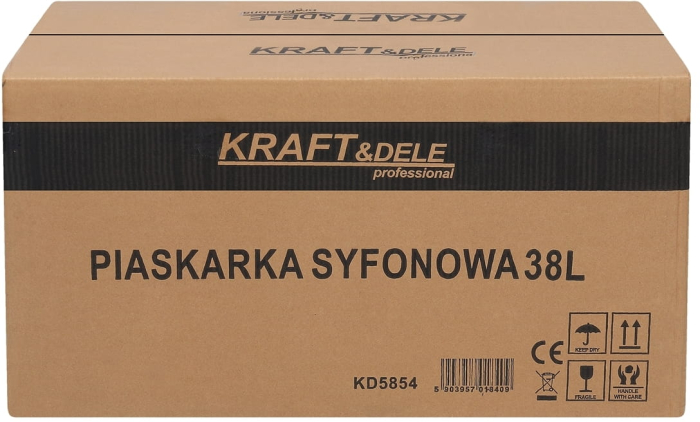 KRAFT&DELE
professional
KRAFT&DELE
professional
KRAFT&DELE
professional
PIASKARKA SYFONOWA 38L
KD5854
5 903957 018409
CE
KEEP DRY
FRAGILE
HANDLE
WITH CARE